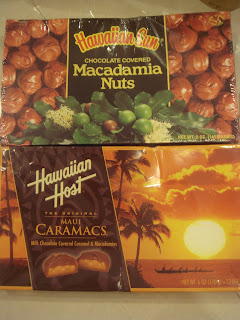 Hawaiian Sun
CHOCOLATE COVERED
Macadamia
Nuts
Hawaiian
Host
THE ORIGINAL
MAUI
CARAMACS
Milk Chocolate Covered Caramel & Macadamias